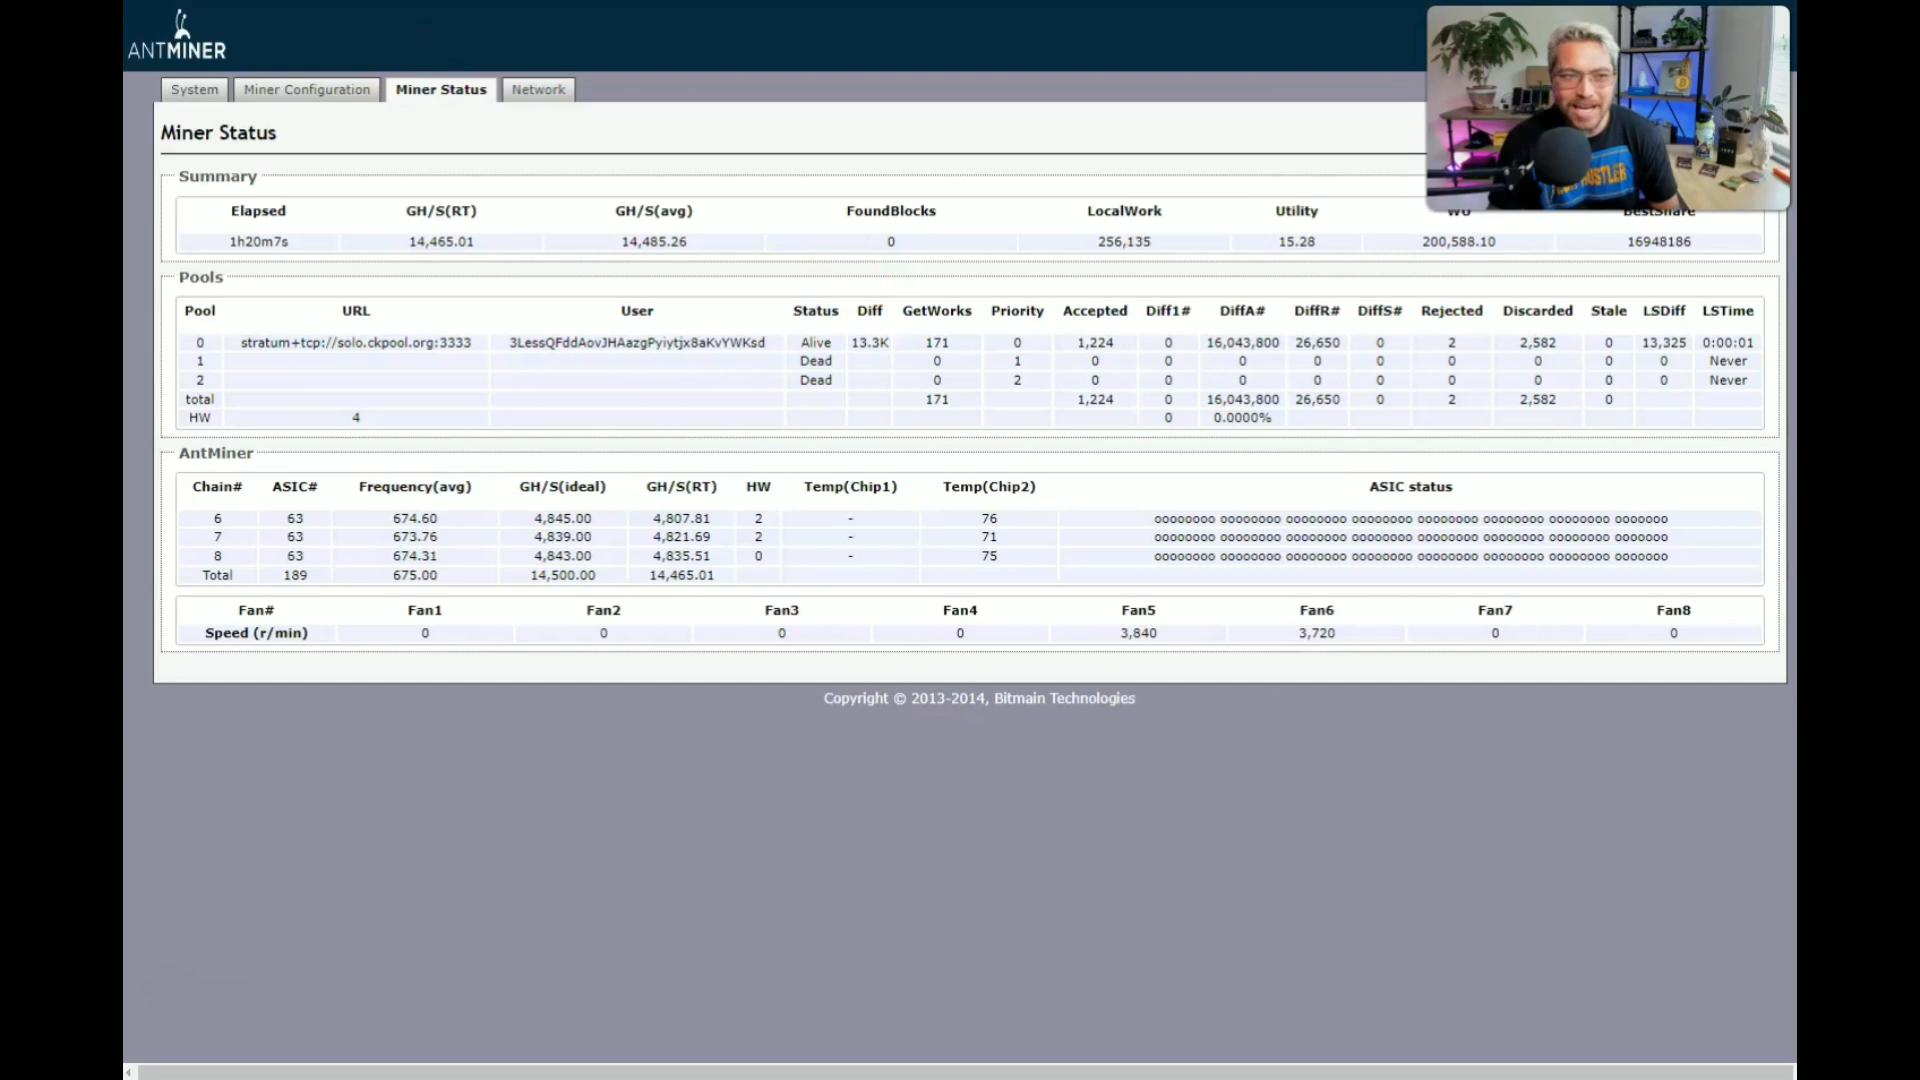 ANTMINER
System Miner Configuration Miner Status Network
Miner Status
Summary
Elapsed GH/S(RT) GH/S(avg) FoundBlocks LocalWork Utility WU BestShare
1h20m7s 14,465.01 14,485.26 0 256,135 15.28 200,588.10 16948186
Pools
Pool URL User Status Diff GetWorks Priority Accepted Diff1# DiffA# DiffR# DiffS# Rejected Discarded Stale LSDiff LSTime
0 stratum+tcp://solo.ckpool.org:3333 3LessQFddAovJHAazgPyiytjx8aKvYWKsd Alive 13.3K 171 0 1,224 0 16,043,800 26,650 0 2 2,582 0 13,325 0:00:01
1 Dead 0 1 0 0 0 0 0 0 0 0 0 Never
2 Dead 0 2 0 0 0 0 0 0 0 0 0 Never
total 171 1,224 0 16,043,800 26,650 0 2 2,582 0
HW 4 0 0.0000%
AntMiner
Chain# ASIC# Frequency(avg) GH/S(ideal) GH/S(RT) HW Temp(Chip1) Temp(Chip2) ASIC status
6 63 674.60 4,845.00 4,807.81 2 - 76 oooooooo oooooooo oooooooo oooooooo oooooooo oooooooo oooooooo ooooooo
7 63 673.76 4,839.00 4,821.69 2 - 71 oooooooo oooooooo oooooooo oooooooo oooooooo oooooooo oooooooo ooooooo
8 63 674.31 4,843.00 4,835.51 0 - 75 oooooooo oooooooo oooooooo oooooooo oooooooo oooooooo oooooooo ooooooo
Total 189 675.00 14,500.00 14,465.01
Fan# Fan1 Fan2 Fan3 Fan4 Fan5 Fan6 Fan7 Fan8
Speed (r/min) 0 0 0 0 3,840 3,720 0 0
Copyright © 2013-2014, Bitmain Technologies